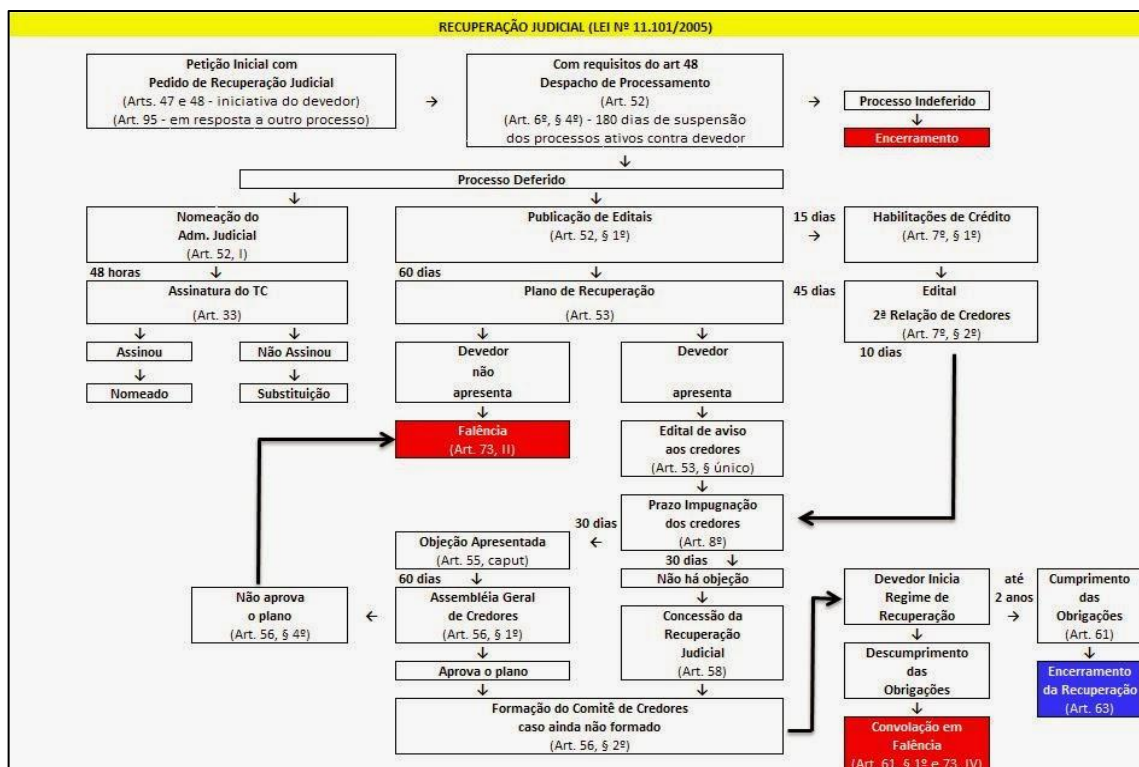 RECUPERAÇÃO JUDICIAL (LEI Nº 11.101/2005)
Petição Inicial com
Pedido de Recuperação Judicial
(Arts. 47 e 48 - iniciativa do devedor)
(Art. 95 - em resposta a outro processo)
→
Com requisitos do art 48
Despacho de Processamento
(Art. 52)
(Art. 6º, § 4º) - 180 dias de suspensão
dos processos ativos contra devedor
→
Processo Indeferido
↓
Encerramento
↓
Processo Deferido
↓
↓
Nomeação do
Adm. Judicial
(Art. 52, I)
48 horas
↓
Assinatura do TC
(Art. 33)
↓
↓
Assinou
Não Assinou
↓
↓
Nomeado
Substituição
Publicação de Editais
(Art. 52, § 1º)
15 dias
→
Habilitações de Crédito
(Art. 7º, § 1º)
60 dias
↓
↓
Plano de Recuperação
(Art. 53)
45 dias
Edital
2ª Relação de Credores
(Art. 7º, § 2º)
10 dias
↓
↓
Devedor
não
apresenta
Devedor
apresenta
↓
↓
Falência
(Art. 73, II)
Edital de aviso
aos credores
(Art. 53, § único)
↓
Prazo Impugnação
dos credores
(Art. 8º)
30 dias
←
Objeção Apresentada
(Art. 55, caput)
30 dias
↓
Não há objeção
60 dias
↓
↓
Não aprova
o plano
(Art. 56, § 4º)
←
Assembléia Geral
de Credores
(Art. 56, § 1º)
Concessão da
Recuperação
Judicial
(Art. 58)
↓
Aprova o plano
↓
↓
Formação do Comitê de Credores
caso ainda não formado
(Art. 56, § 2º)
Devedor Inicia
Regime de
Recuperação
até
2 anos
→
Cumprimento
das
Obrigações
(Art. 61)
↓
↓
Descumprimento
das
Obrigações
Encerramento
da Recuperação
(Art. 63)
↓
Convolação em
Falência
(Art. 61, § 1º e 73, IV)